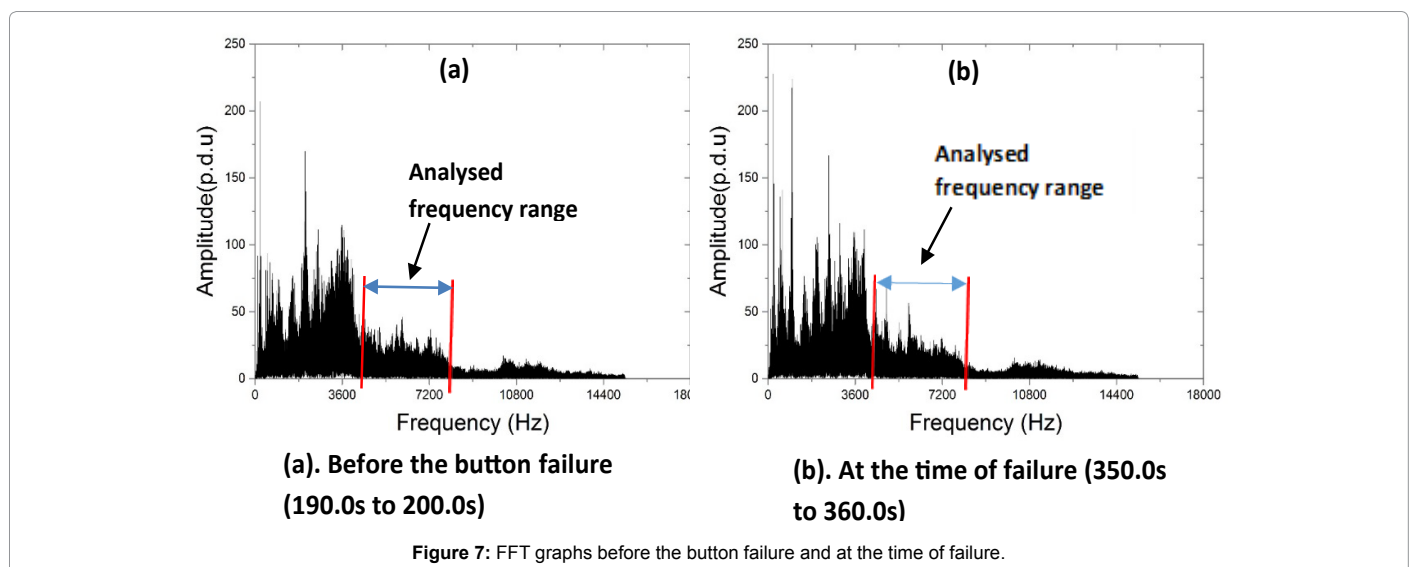 250
200
150
100
50
0
Amplitude(p.d.u)
(a)
Analysed
frequency range
0 3600 7200 10800 14400 180
Frequency (Hz)
(a). Before the button failure
(190.0s to 200.0s)
250
200
150
100
50
0
Amplitude(p.d.u)
(b)
Analysed
frequency range
0 3600 7200 10800 14400 18000
Frequency (Hz)
(b). At the time of failure (350.0s
to 360.0s)
Figure 7: FFT graphs before the button failure and at the time of failure.